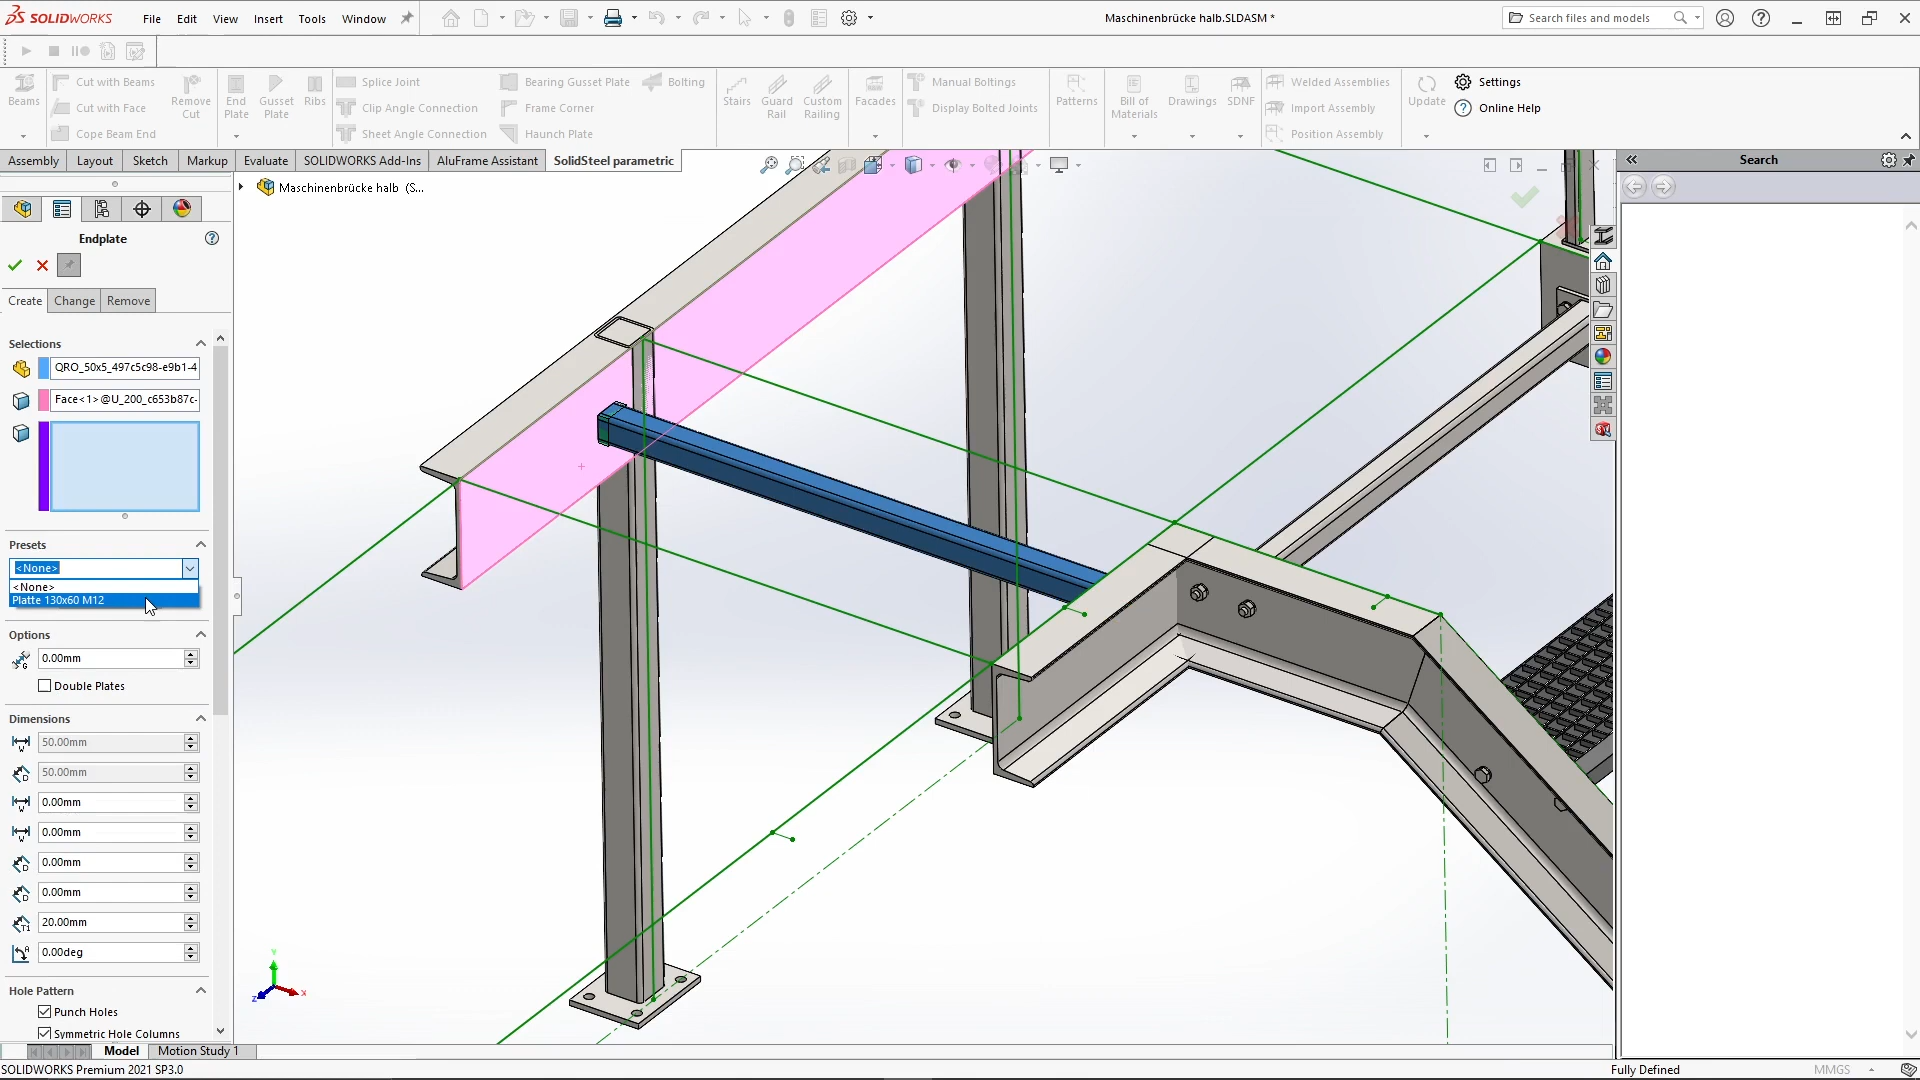 SOLIDWORKS
File Edit View Insert Tools Window
Maschinenbrücke halb.SLDASM *
Search files and models
Beams
Cut with Beams
Cut with Face
Cope Beam End
Remove Cut
End Plate
Gusset Plate
Ribs
Splice Joint
Clip Angle Connection
Sheet Angle Connection
Bearing Gusset Plate
Frame Corner
Haunch Plate
Bolting
Stairs
Guard Rail
Custom Railing
Facades
Manual Boltings
Display Bolted Joints
Patterns
Bill of Materials
Drawings
SDNF
Welded Assemblies
Import Assembly
Position Assembly
Update
Settings
Online Help
Assembly Layout Sketch Markup Evaluate SOLIDWORKS Add-Ins AluFrame Assistant SolidSteel parametric
Search
Maschinenbrücke halb (S...
Endplate
Create Change Remove
Selections
QRO_50x5_497c5c98-e9b1-4
Face<1>@U_200_c653b87c-
Presets
<None>
<None>
Platte 130x60 M12
Options
0.00mm
Double Plates
Dimensions
50.00mm
50.00mm
0.00mm
0.00mm
0.00mm
0.00mm
20.00mm
0.00deg
Hole Pattern
Punch Holes
Symmetric Hole Columns
Model Motion Study 1
SOLIDWORKS Premium 2021 SP3.0
Fully Defined
MMGS